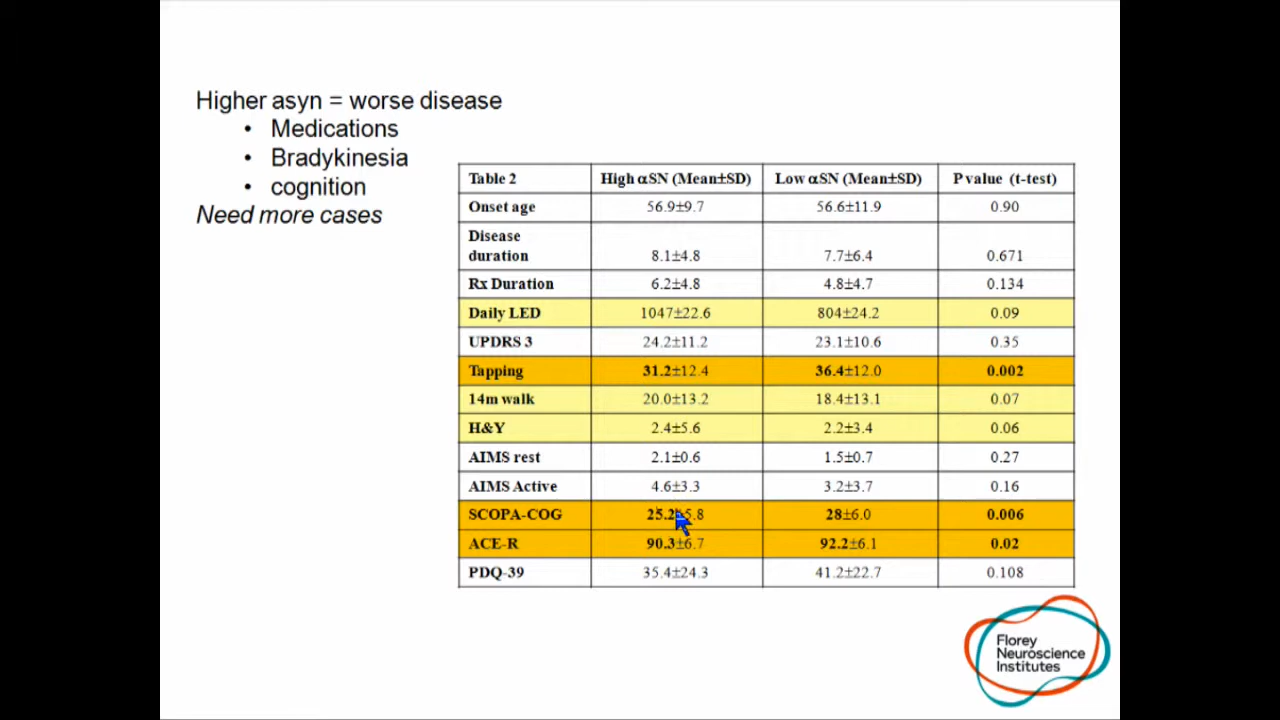 Higher asyn = worse disease
• Medications
• Bradykinesia
• cognition
Need more cases
Table 2 High αSN (Mean±SD) Low αSN (Mean±SD) P value (t-test)
Onset age 56.9±9.7 56.6±11.9 0.90
Disease
duration 8.1±4.8 7.7±6.4 0.671
Rx Duration 6.2±4.8 4.8±4.7 0.134
Daily LED 1047±22.6 804±24.2 0.09
UPDRS 3 24.2±11.2 23.1±10.6 0.35
Tapping 31.2±12.4 36.4±12.0 0.002
14m walk 20.0±13.2 18.4±13.1 0.07
H&Y 2.4±5.6 2.2±3.4 0.06
AIMS rest 2.1±0.6 1.5±0.7 0.27
AIMS Active 4.6±3.3 3.2±3.7 0.16
SCOPA-COG 25.2±5.8 28±6.0 0.006
ACE-R 90.3±6.7 92.2±6.1 0.02
PDQ-39 35.4±24.3 41.2±22.7 0.108
Florey
Neuroscience
Institutes